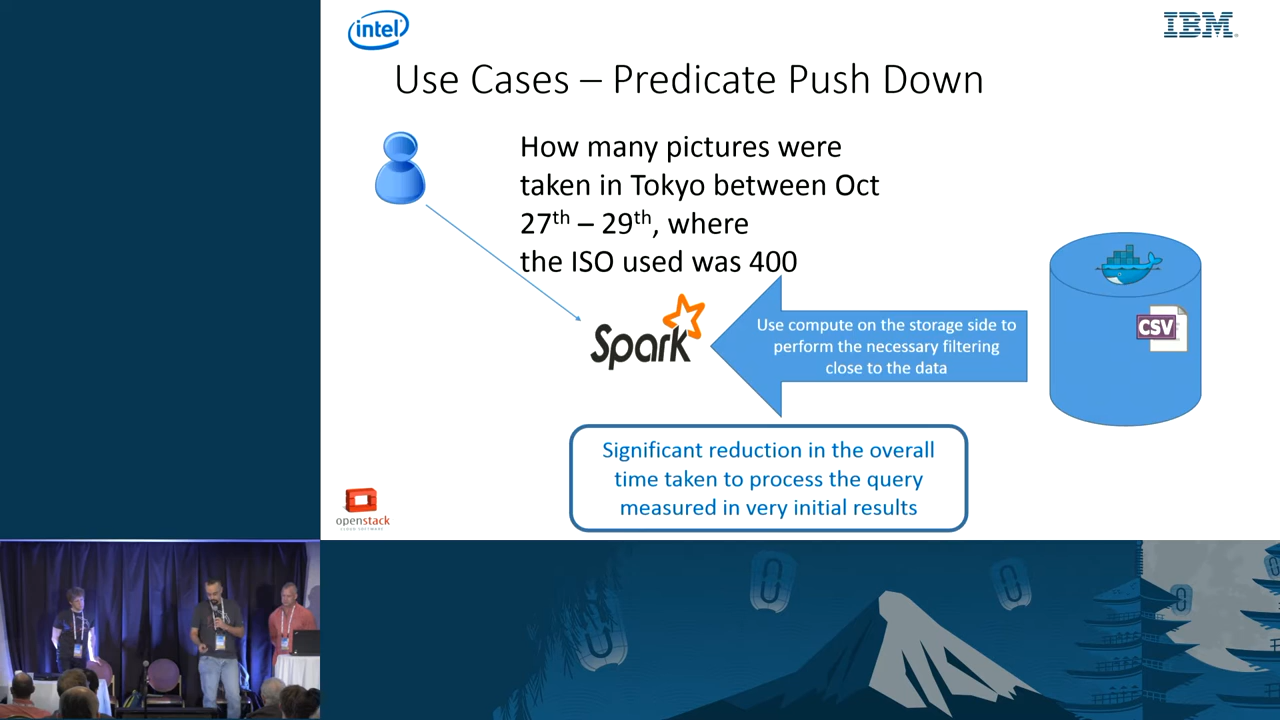 intel
IBM
Use Cases – Predicate Push Down
How many pictures were
taken in Tokyo between Oct
27th – 29th, where
the ISO used was 400
Spark
Use compute on the storage side to
perform the necessary filtering
close to the data
CSV
Significant reduction in the overall
time taken to process the query
measured in very initial results
openstack
CLOUD SOFTWARE